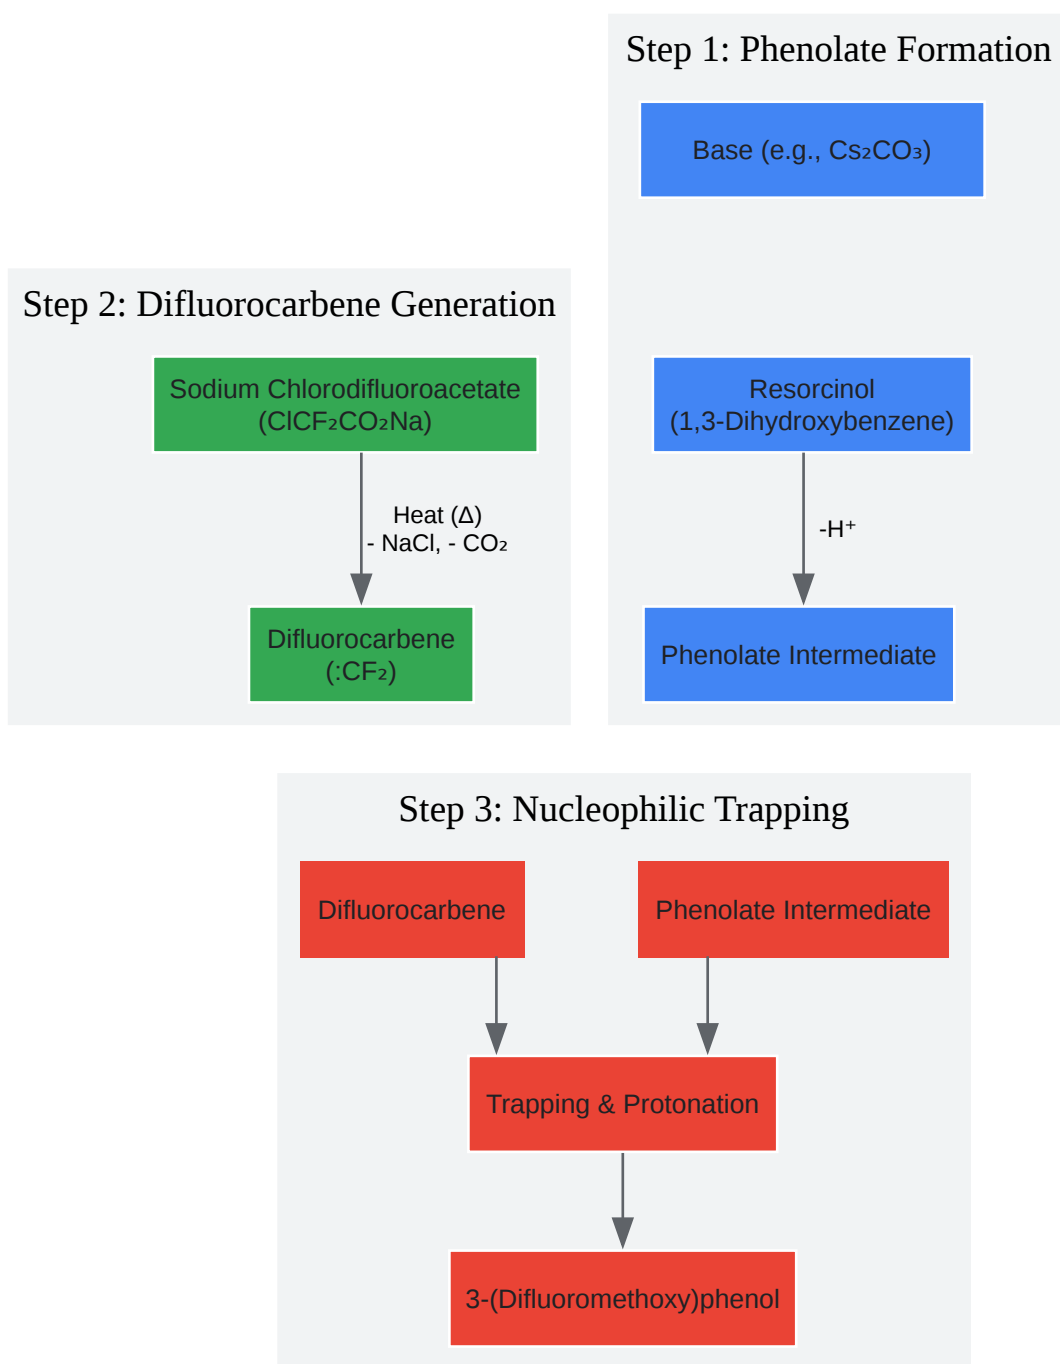 Step 1: Phenolate Formation
Base (e.g., Cs₂CO₃)
Resorcinol
(1,3-Dihydroxybenzene)
-H⁺
Phenolate Intermediate
Step 2: Difluorocarbene Generation
Sodium Chlorodifluoroacetate
(ClCF₂CO₂Na)
Heat (Δ)
- NaCl, - CO₂
Difluorocarbene
(:CF₂)
Step 3: Nucleophilic Trapping
Difluorocarbene
Phenolate Intermediate
Trapping & Protonation
3-(Difluoromethoxy)phenol